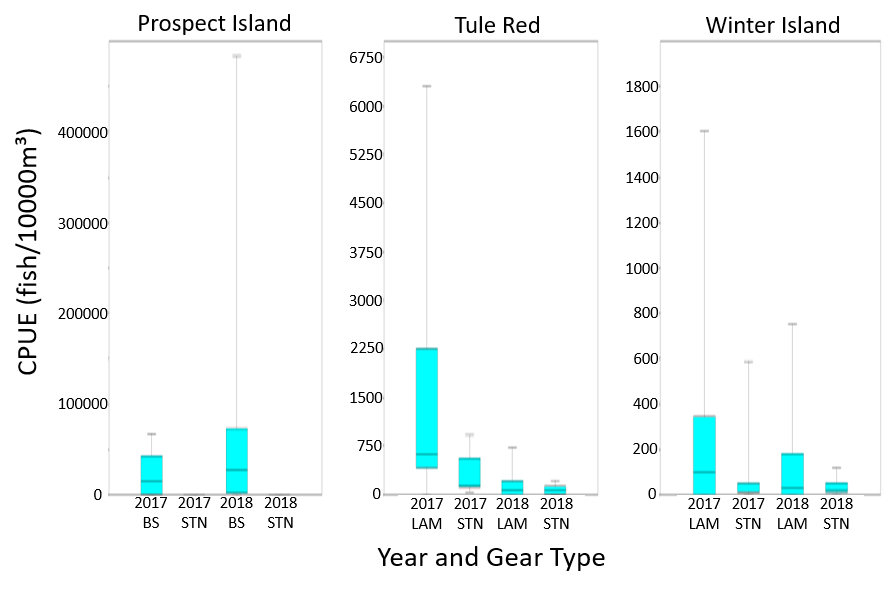 Prospect Island
Tule Red
Winter Island
CPUE (fish/10000m³)
400000
300000
200000
100000
0
6750
6000
5250
4500
3750
3000
2250
1500
750
0
1800
1600
1400
1200
1000
800
600
400
200
0
2017 2017 2018 2018
BS STN BS STN
2017 2017 2018 2018
LAM STN LAM STN
2017 2017 2018 2018
LAM STN LAM STN
Year and Gear Type